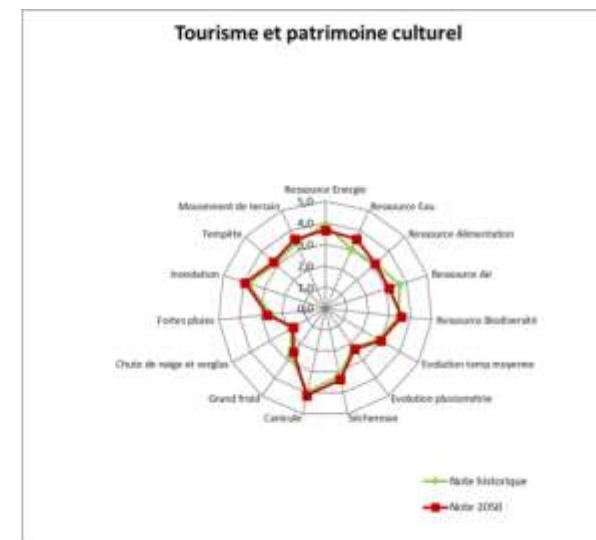 Tourisme et patrimoine culturel
Ressource Energie
5,0
4,0
3,0
2,0
1,0
0,0
Ressource Eau
Ressource Alimentation
Ressource Air
Ressource Biodiversité
Evolution temp moyenne
Evolution pluviométrie
Sécheresse
Canicule
Grand froid
Chute de neige et verglas
Fortes pluies
Inondation
Tempête
Mouvement de terrain
Note historique
Note 2050